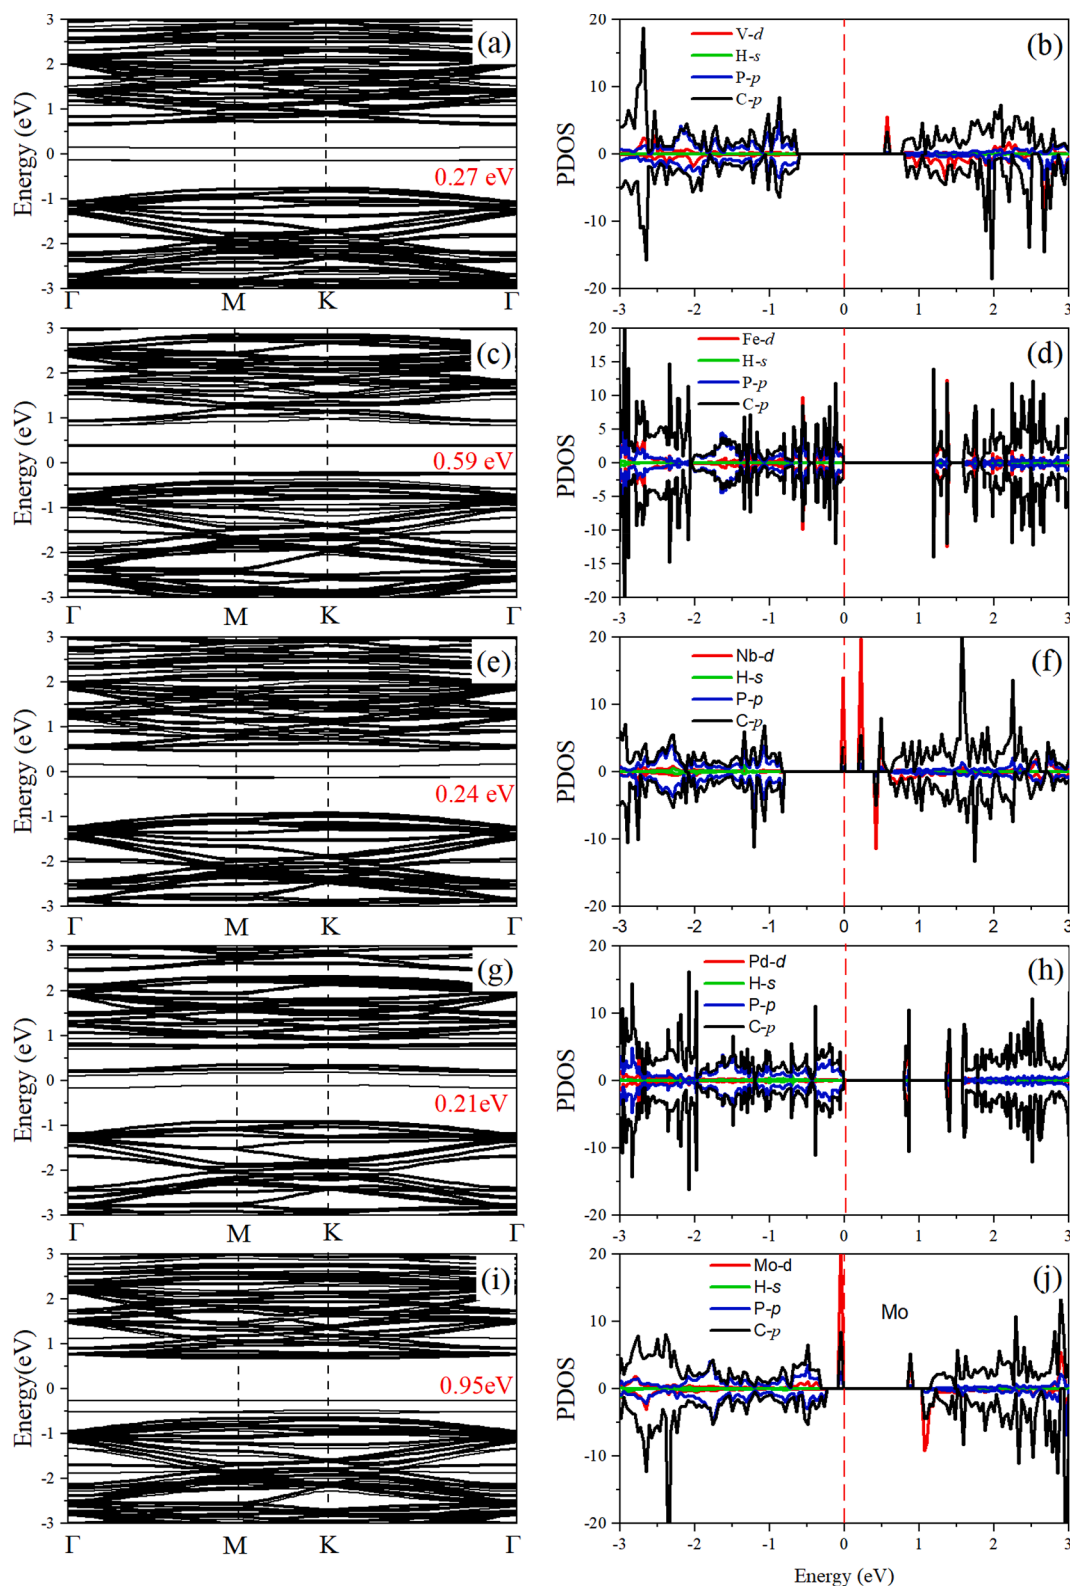 (a)
Energy (eV)
3
2
1
0
-1
-2
-3
0.27 eV
Γ M K Γ
(b)
PDOS
20
10
0
-10
-20
V-d
H-s
P-p
C-p
-3 -2 -1 0 1 2 3
(c)
Energy (eV)
3
2
1
0
-1
-2
-3
0.59 eV
Γ M K Γ
(d)
PDOS
20
15
10
5
0
-5
-10
-15
-20
Fe-d
H-s
P-p
C-p
-3 -2 -1 0 1 2 3
(e)
Energy (eV)
3
2
1
0
-1
-2
-3
0.24 eV
Γ M K Γ
(f)
PDOS
20
10
0
-10
-20
Nb-d
H-s
P-p
C-p
-3 -2 -1 0 1 2 3
(g)
Energy (eV)
3
2
1
0
-1
-2
-3
0.21eV
Γ M K Γ
(h)
PDOS
20
10
0
-10
-20
Pd-d
H-s
P-p
C-p
-3 -2 -1 0 1 2 3
(i)
Energy(eV)
3
2
1
0
-1
-2
-3
0.95eV
Γ M K Γ
(j)
PDOS
20
10
0
-10
-20
Mo-d
H-s
P-p
C-p
Mo
-3 -2 -1 0 1 2 3
Energy (eV)